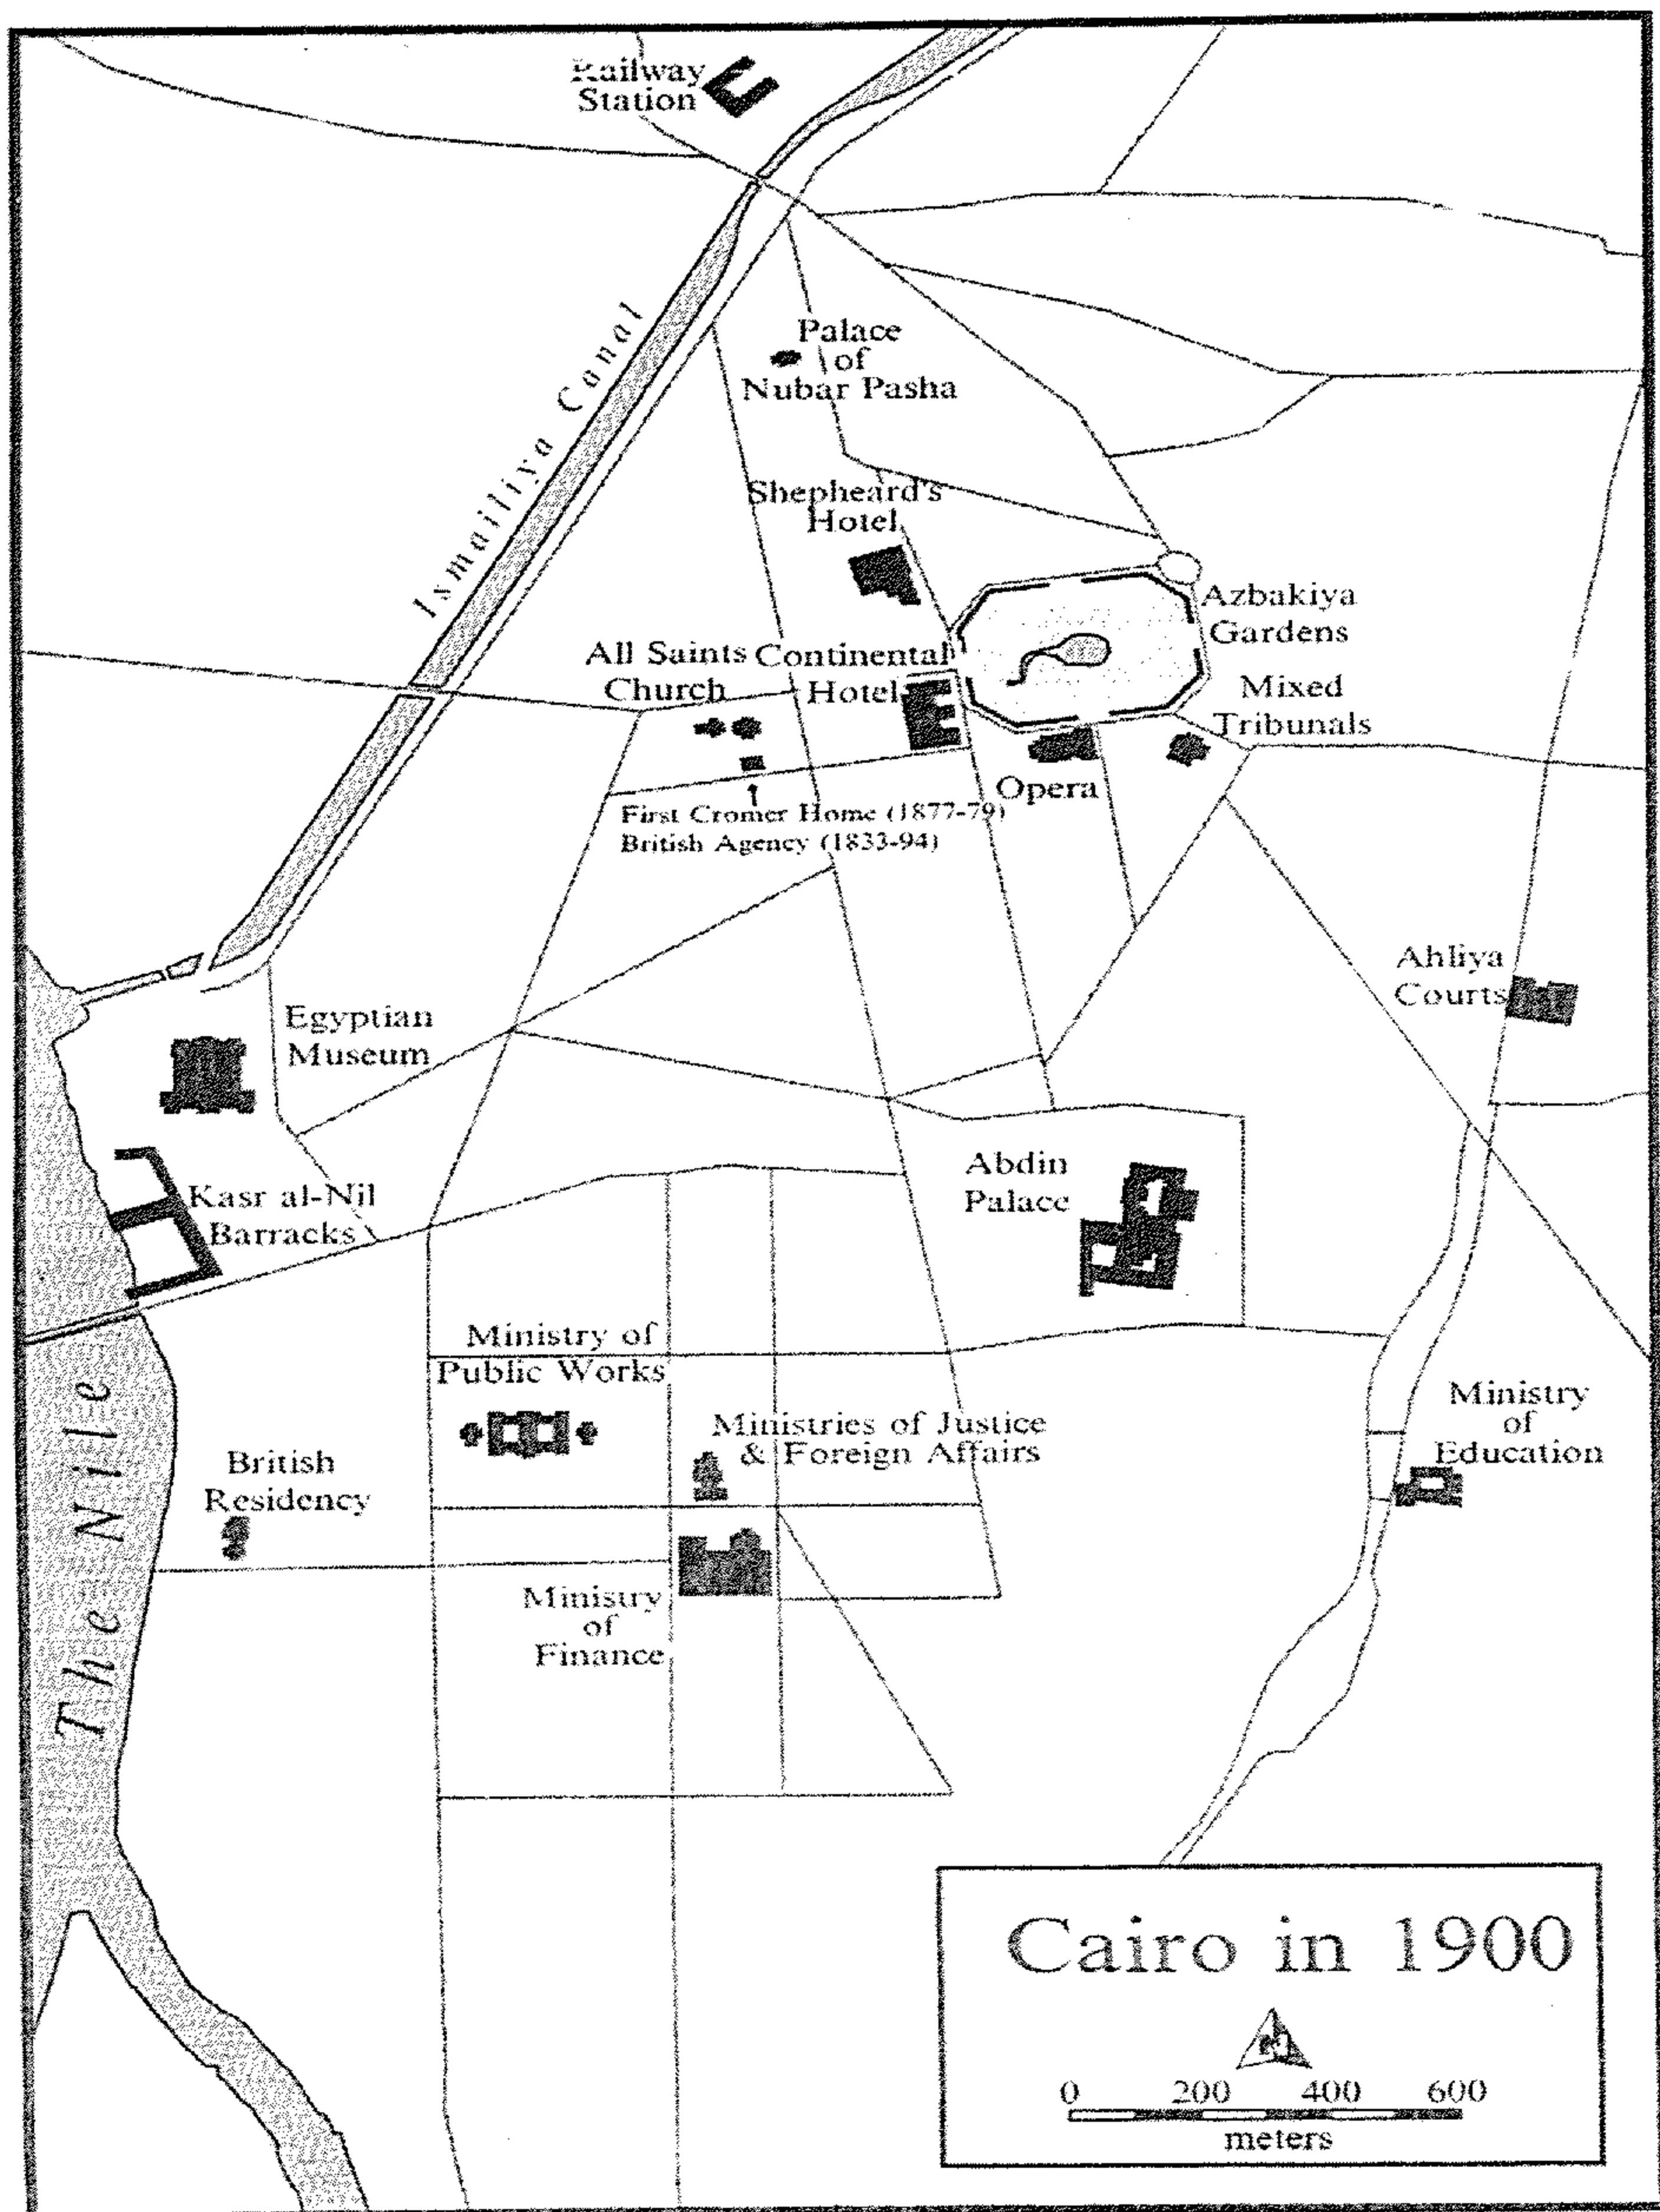 Railway
Station
Ismailiya Canal
Palace
of
Nubar Pasha
Shepheard's
Hotel
Azbakiya
Gardens
All Saints
Church
Continental
Hotel
Mixed
Tribunals
Opera
First Cromer Home (1877-79)
British Agency (1833-94)
Ahliya
Courts
Egyptian
Museum
Kasr al-Nil
Barracks
Abdin
Palace
Ministry of
Public Works
Ministries of Justice
& Foreign Affairs
Ministry
of
Education
British
Residency
The Nile
Ministry
of
Finance
Cairo in 1900
0 200 400 600
meters